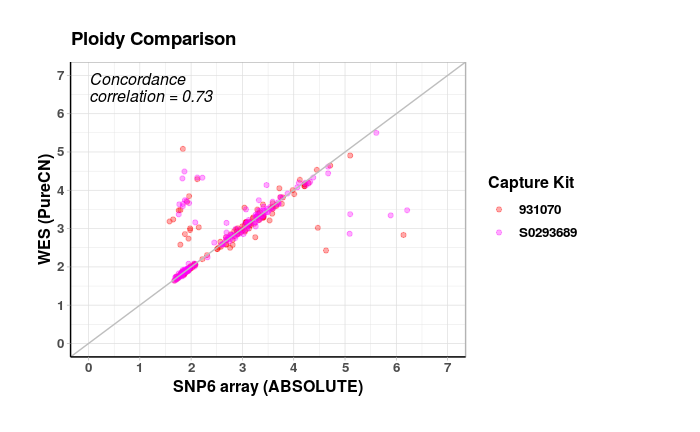 Ploidy Comparison
Concordance
correlation = 0.73
7
6
5
4
3
2
1
0
WES (PureCN)
0 1 2 3 4 5 6 7
SNP6 array (ABSOLUTE)
Capture Kit
931070
S0293689